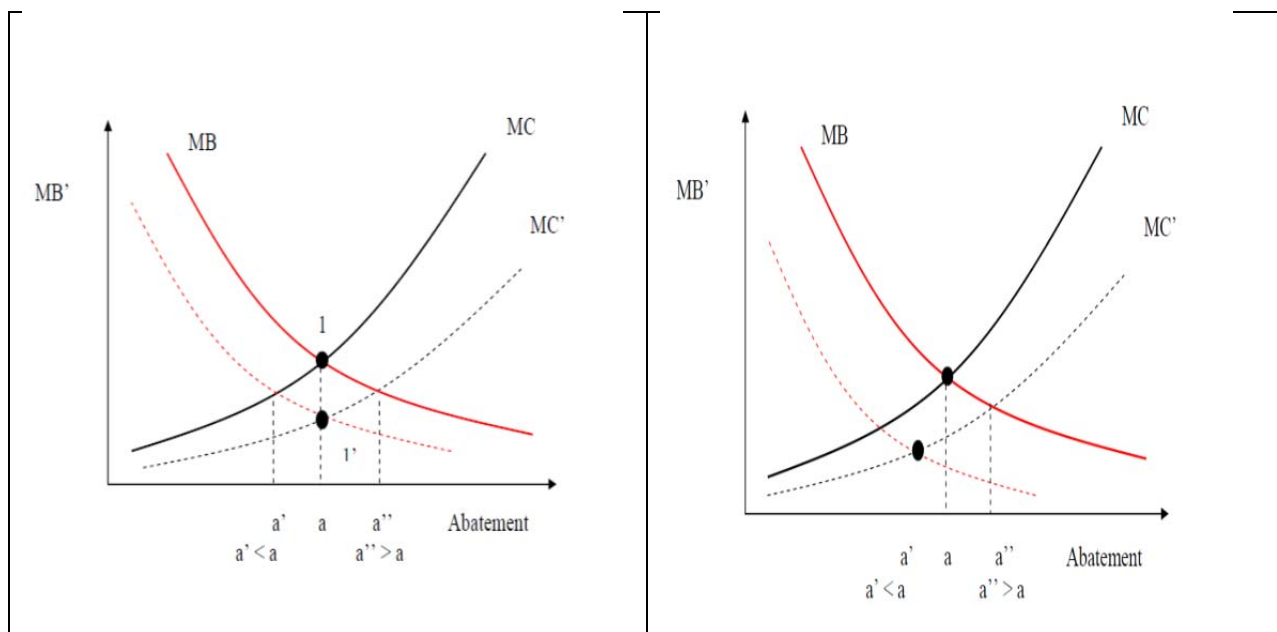 MB
MC
MB’
MC’
1
1’
a’ a a’’ Abatement
a’ < a a’’ > a
MC
MB
MB’
MC’
a’ a a’’ Abatement
a’ < a a’’ > a